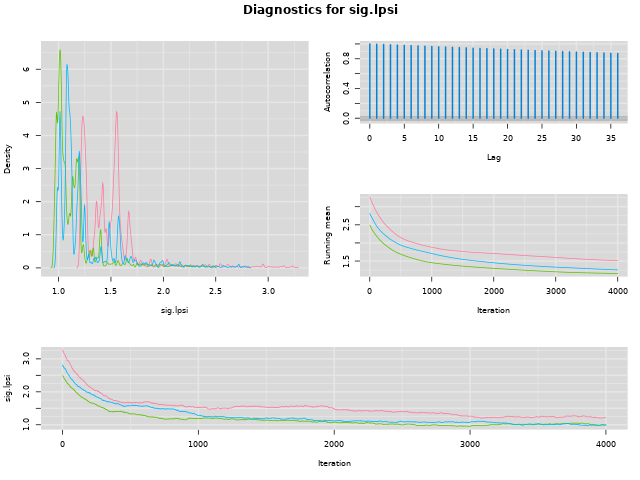 Diagnostics for sig.lpsi
Density
0 1 2 3 4 5 6
1.0 1.5 2.0 2.5 3.0
sig.lpsi
Autocorrelation
0.0 0.4 0.8
0 5 10 15 20 25 30 35
Lag
Running mean
1.5 2.5
0 1000 2000 3000 4000
Iteration
sig.lpsi
1.0 2.0 3.0
0 1000 2000 3000 4000
Iteration